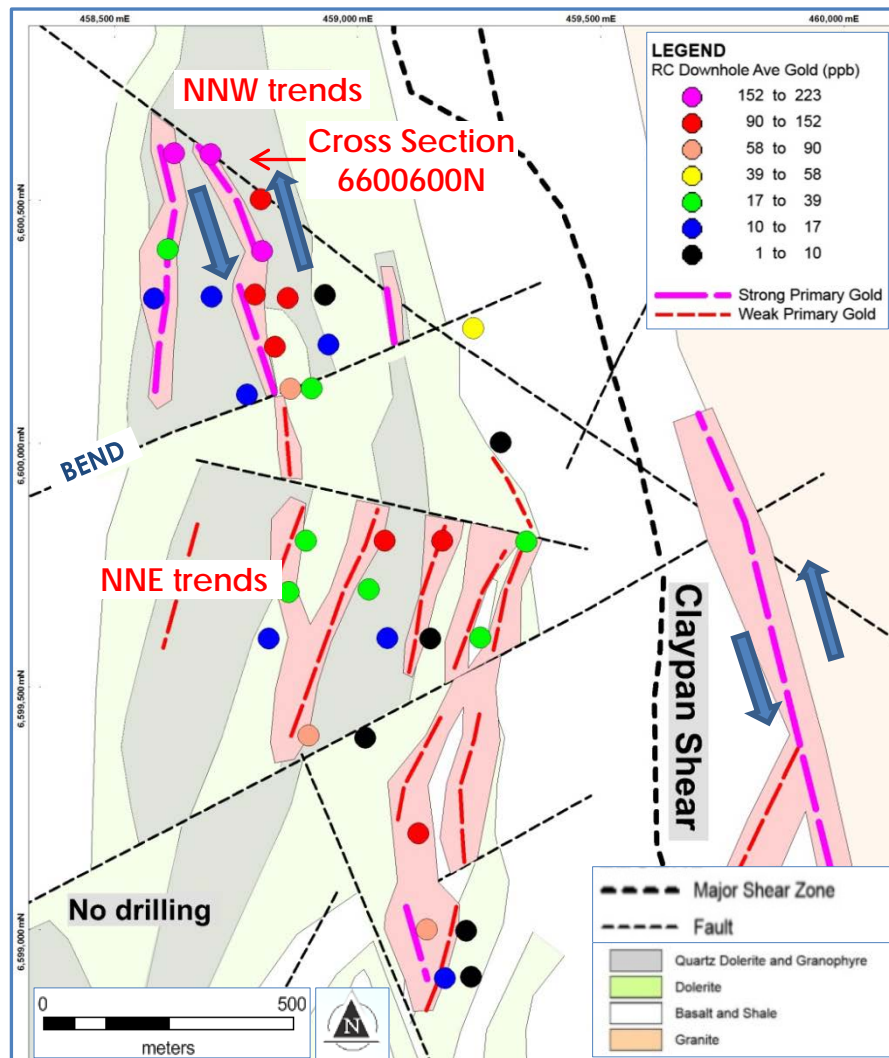 458,500 mE
459,000 mE
459,500 mE
460,000 mE
LEGEND
RC Downhole Ave Gold (ppb)
152 to 223
90 to 152
58 to 90
39 to 58
17 to 39
10 to 17
1 to 10
Strong Primary Gold
Weak Primary Gold
NNW trends
Cross Section
6600600N
6,600,500 mN
BEND
6,600,000 mN
NNE trends
Claypan Shear
6,599,500 mN
No drilling
6,599,000 mN
Major Shear Zone
Fault
Quartz Dolerite and Granophyre
Dolerite
Basalt and Shale
Granite
0 500
meters
N